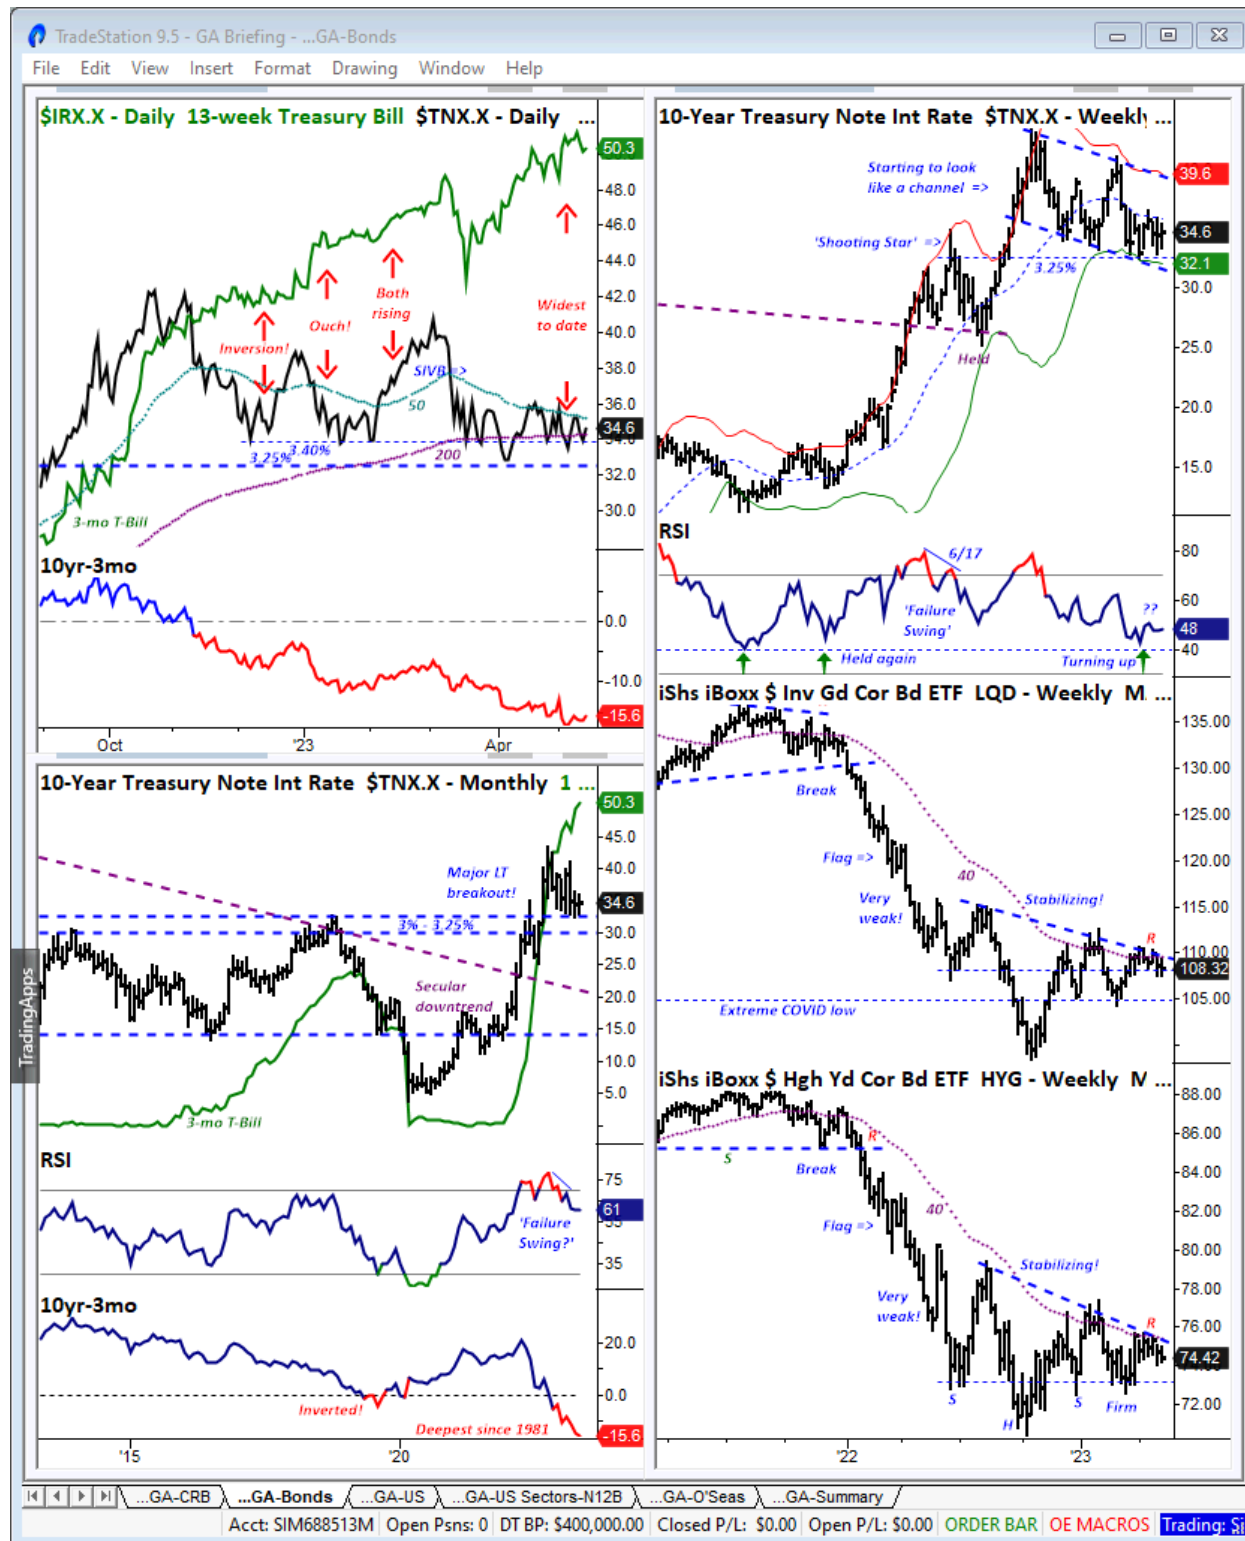 TradeStation 9.5 - GA Briefing - ...GA-Bonds
File Edit View Insert Format Drawing Window Help
$IRX.X - Daily 13-week Treasury Bill $TNX.X - Daily ...
50.3
48.0
46.0
44.0
42.0
40.0
38.0
36.0
34.6
34.0
32.0
30.0
Inversion!
Ouch!
Both
rising
Widest
to date
SIVB =>
50
3.25%
3.40%
200
3-mo T-Bill
10yr-3mo
0.0
-10.0
-15.6
Oct '23 Apr
10-Year Treasury Note Int Rate $TNX.X - Monthly 1 ...
50.3
45.0
40.0
34.6
30.0
25.0
20.0
15.0
10.0
5.0
Major LT
breakout!
3% - 3.25%
Secular
downtrend
3-mo T-Bill
RSI
75
61
55
35
'Failure
Swing?'
10yr-3mo
20.0
0.0
-15.6
Inverted!
Deepest since 1981
'15 '20
10-Year Treasury Note Int Rate $TNX.X - Weekly ...
Starting to look
like a channel =>
'Shooting Star' =>
3.25%
Held
39.6
34.6
32.1
30.0
25.0
20.0
15.0
RSI
6/17
'Failure
Swing'
??
Held again
Turning up
80
60
48
40
iShs iBoxx $ Inv Gd Cor Bd ETF LQD - Weekly M. ...
135.00
130.00
125.00
120.00
115.00
110.00
108.32
105.00
Break
Flag =>
40
Very
weak!
Stabilizing!
R
Extreme COVID low
iShs iBoxx $ Hgh Yd Cor Bd ETF HYG - Weekly M ...
88.00
86.00
84.00
82.00
80.00
78.00
76.00
74.42
72.00
R
S
Break
40
Flag =>
Stabilizing!
Very
weak!
R
S
H
S
Firm
'22 '23
TradingApps
...GA-CRB ...GA-Bonds ...GA-US ...GA-US Sectors-N12B ...GA-O'Seas ...GA-Summary
Acct: SIM688513M Open Psns: 0 DT BP: $400,000.00 Closed P/L: $0.00 Open P/L: $0.00 ORDER BAR OE MACROS Trading: Si